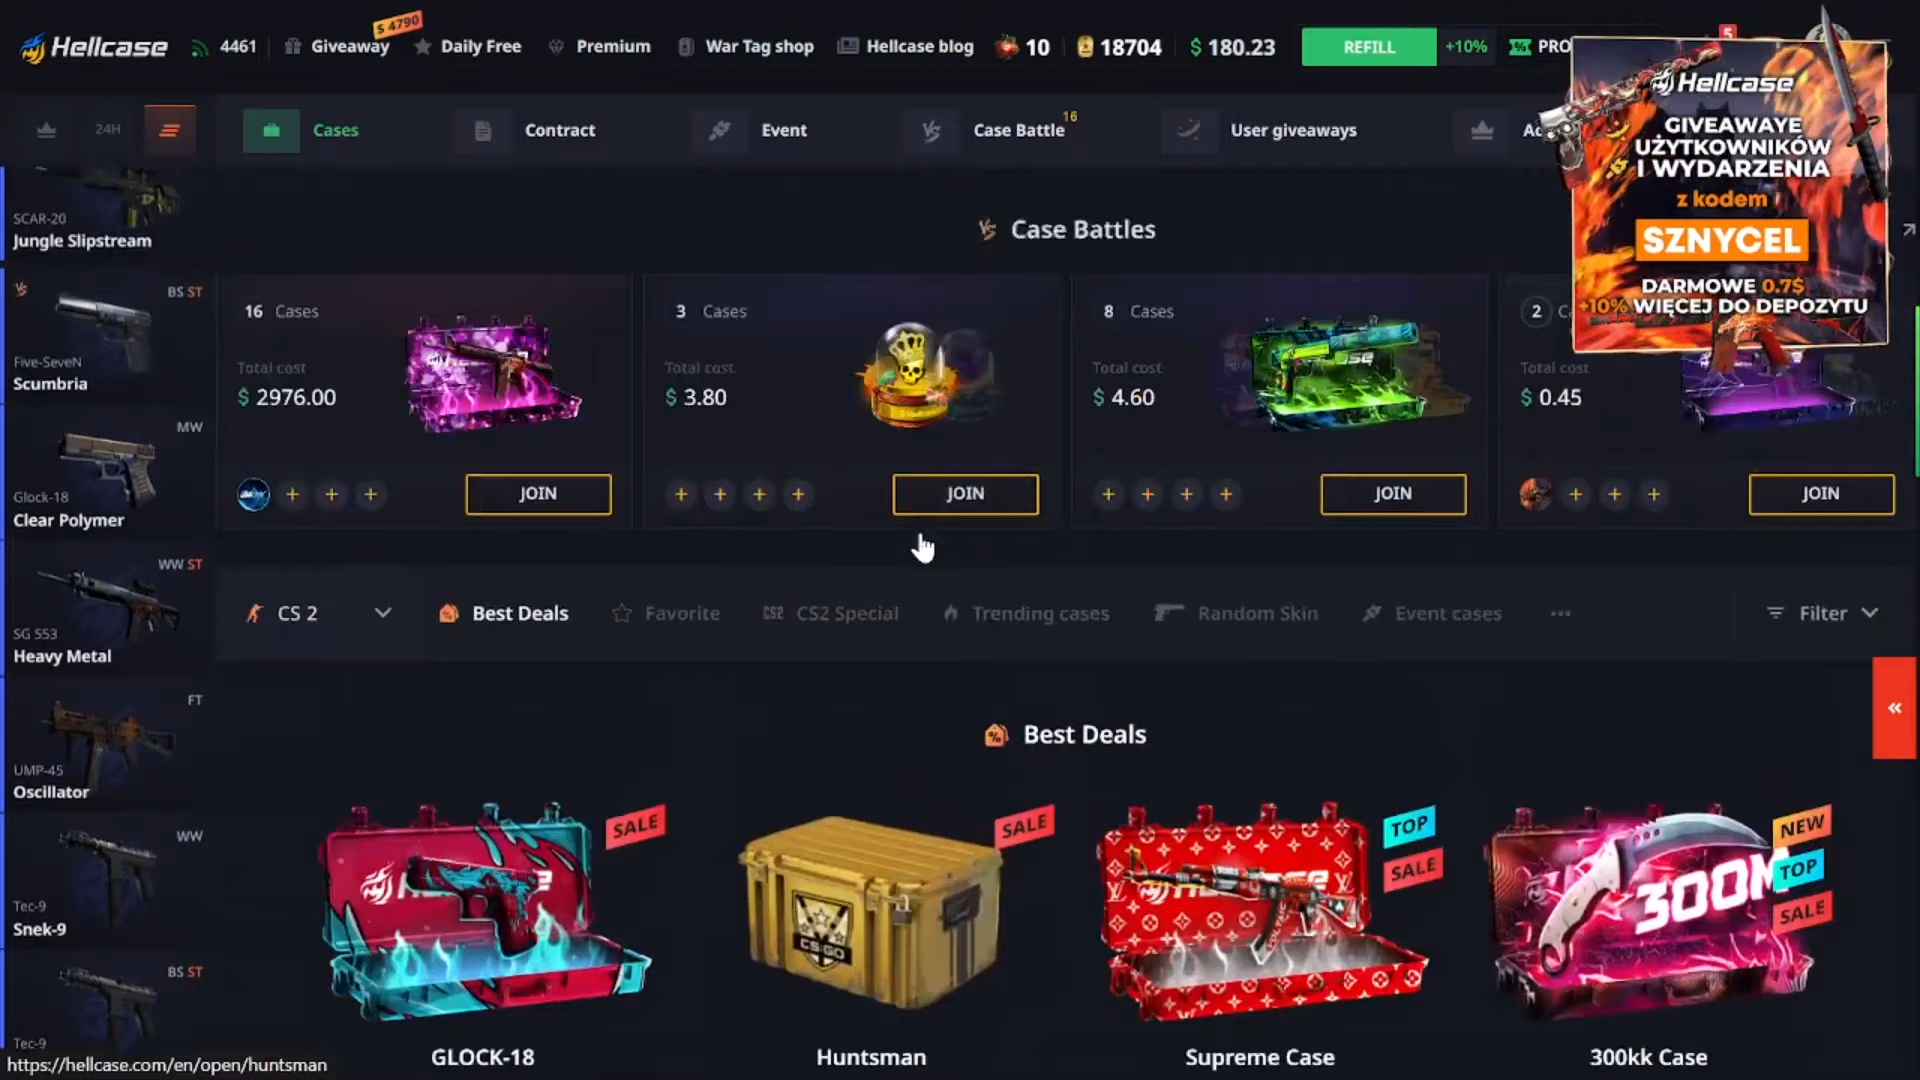 Hellcase
4461
Giveaway
$ 4790
Daily Free
Premium
War Tag shop
Hellcase blog
10
18704
$ 180.23
REFILL
+10%
PRO
5
24H
Cases
Contract
Event
Case Battle
16
User giveaways
Hellcase
GIVEAWAYE
UŻYTKOWNIKÓW
I WYDARZENIA
z kodem
SZNYCEL
DARMOWE 0.7$
+10% WIĘCEJ DO DEPOZYTU
SCAR-20
Jungle Slipstream
BS ST
Five-SeveN
Scumbria
MW
Glock-18
Clear Polymer
WW ST
SG 553
Heavy Metal
FT
UMP-45
Oscillator
WW
Tec-9
Snek-9
BS ST
Tec-9
Case Battles
16 Cases
Total cost
$ 2976.00
JOIN
3 Cases
Total cost
$ 3.80
JOIN
8 Cases
Total cost
$ 4.60
JOIN
2
Total cost
$ 0.45
JOIN
CS 2
Best Deals
Favorite
CS2 CS2 Special
Trending cases
Random Skin
Event cases
Filter
Best Deals
SALE
GLOCK-18
SALE
CS:GO
Huntsman
TOP
SALE
Supreme Case
300M
NEW
TOP
SALE
300kk Case
https://hellcase.com/en/open/huntsman